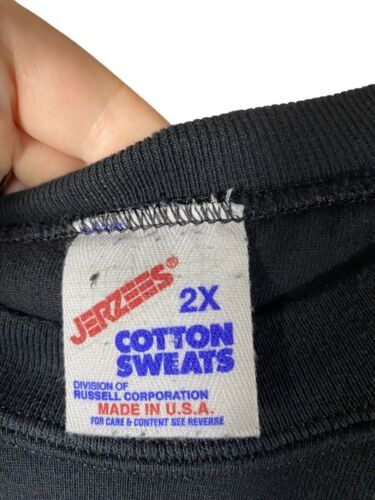 JERZEES®
2X
COTTON
SWEATS
DIVISION OF
RUSSELL CORPORATION
MADE IN U.S.A.
FOR CARE & CONTENT SEE REVERSE